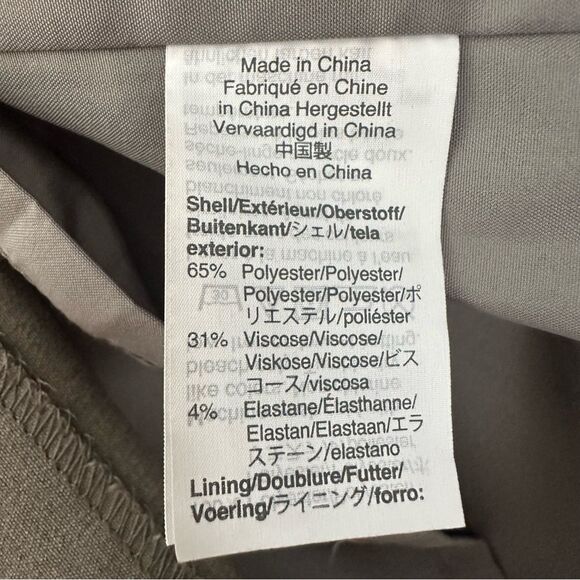 Made in China
Fabriqué en Chine
in China Hergestellt
Vervaardigd in China
中国製
Hecho en China
Shell/Extérieur/Oberstoff/
Buitenkant/シェル/tela
exterior:
65% Polyester/Polyester/
Polyester/Polyester/ポ
リエステル/poliéster
31% Viscose/Viscose/
Viskose/Viscose/ビス
コース/viscosa
4% Elastane/Élasthanne/
Elastan/Elastaan/エラ
ステーン/elastano
Lining/Doublure/Futter/
Voering/ライニング/forro: